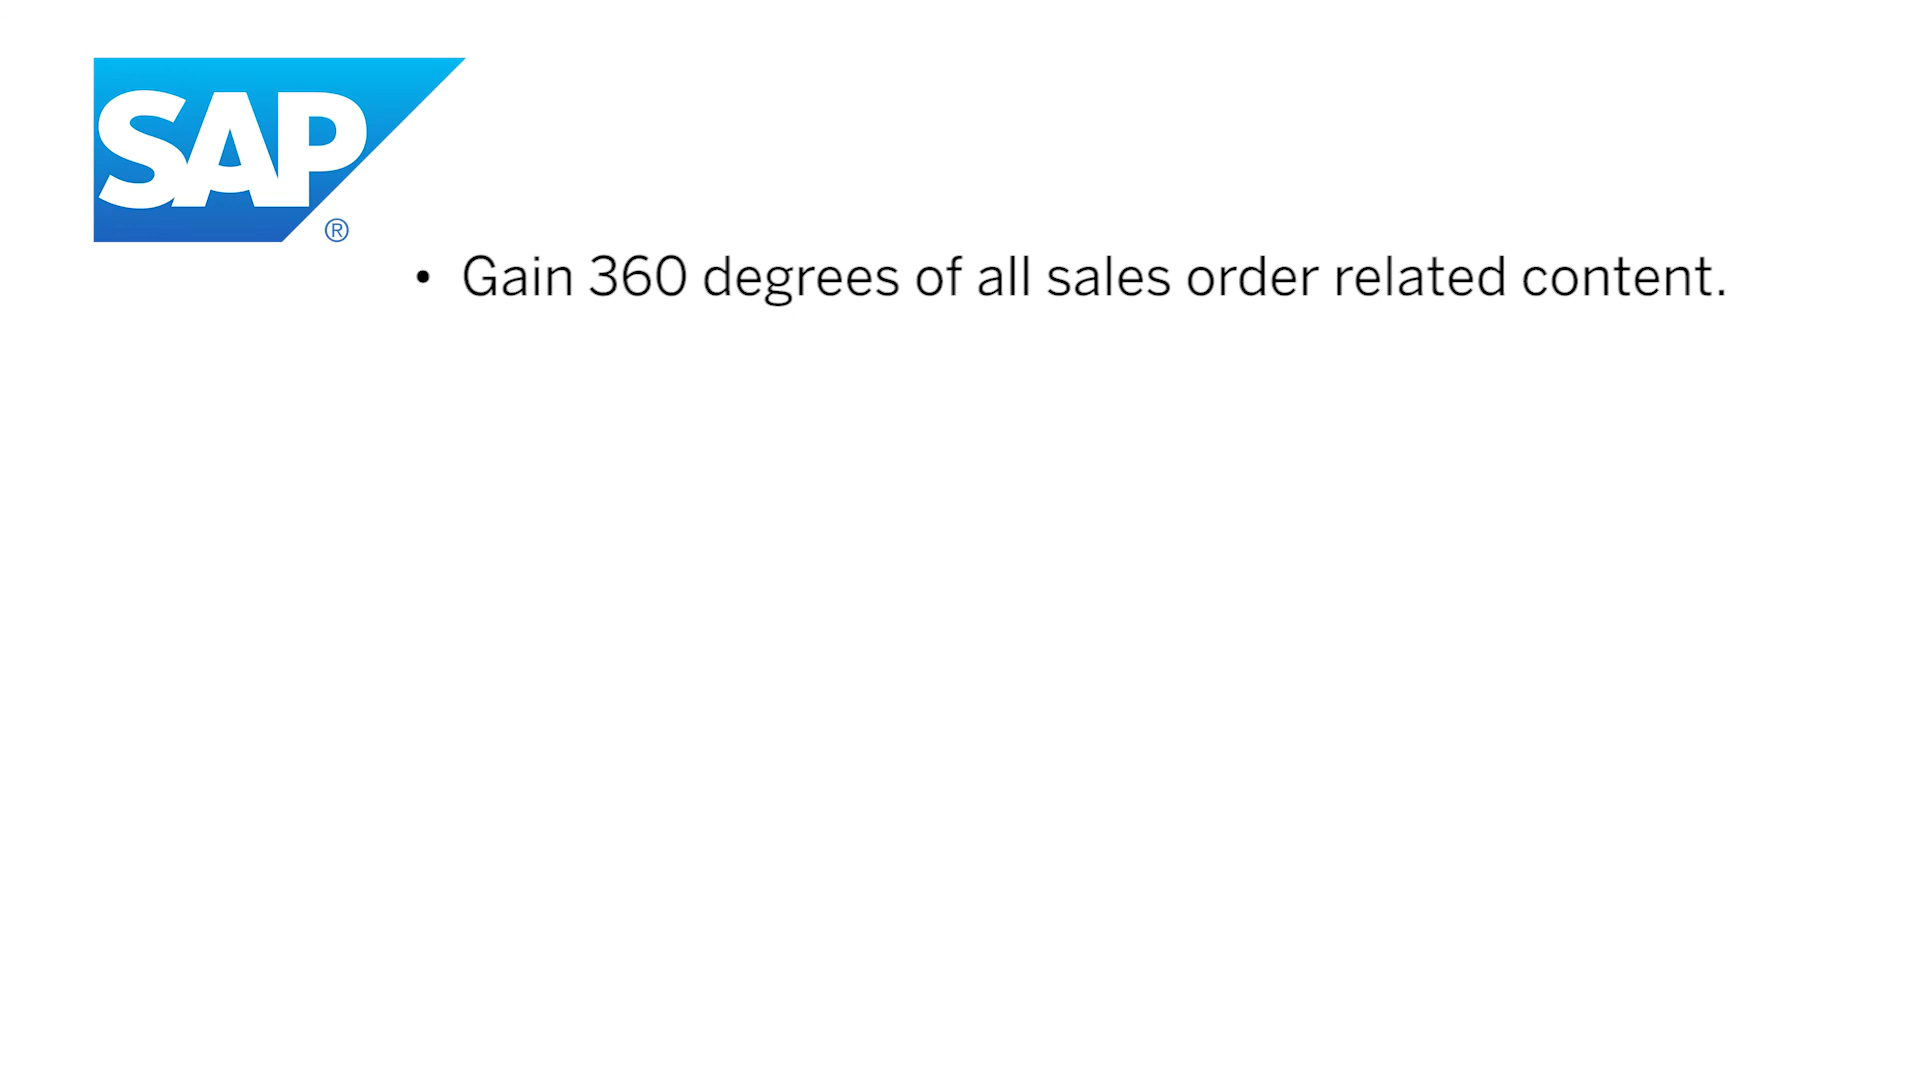 SAP
®
• Gain 360 degrees of all sales order related content.